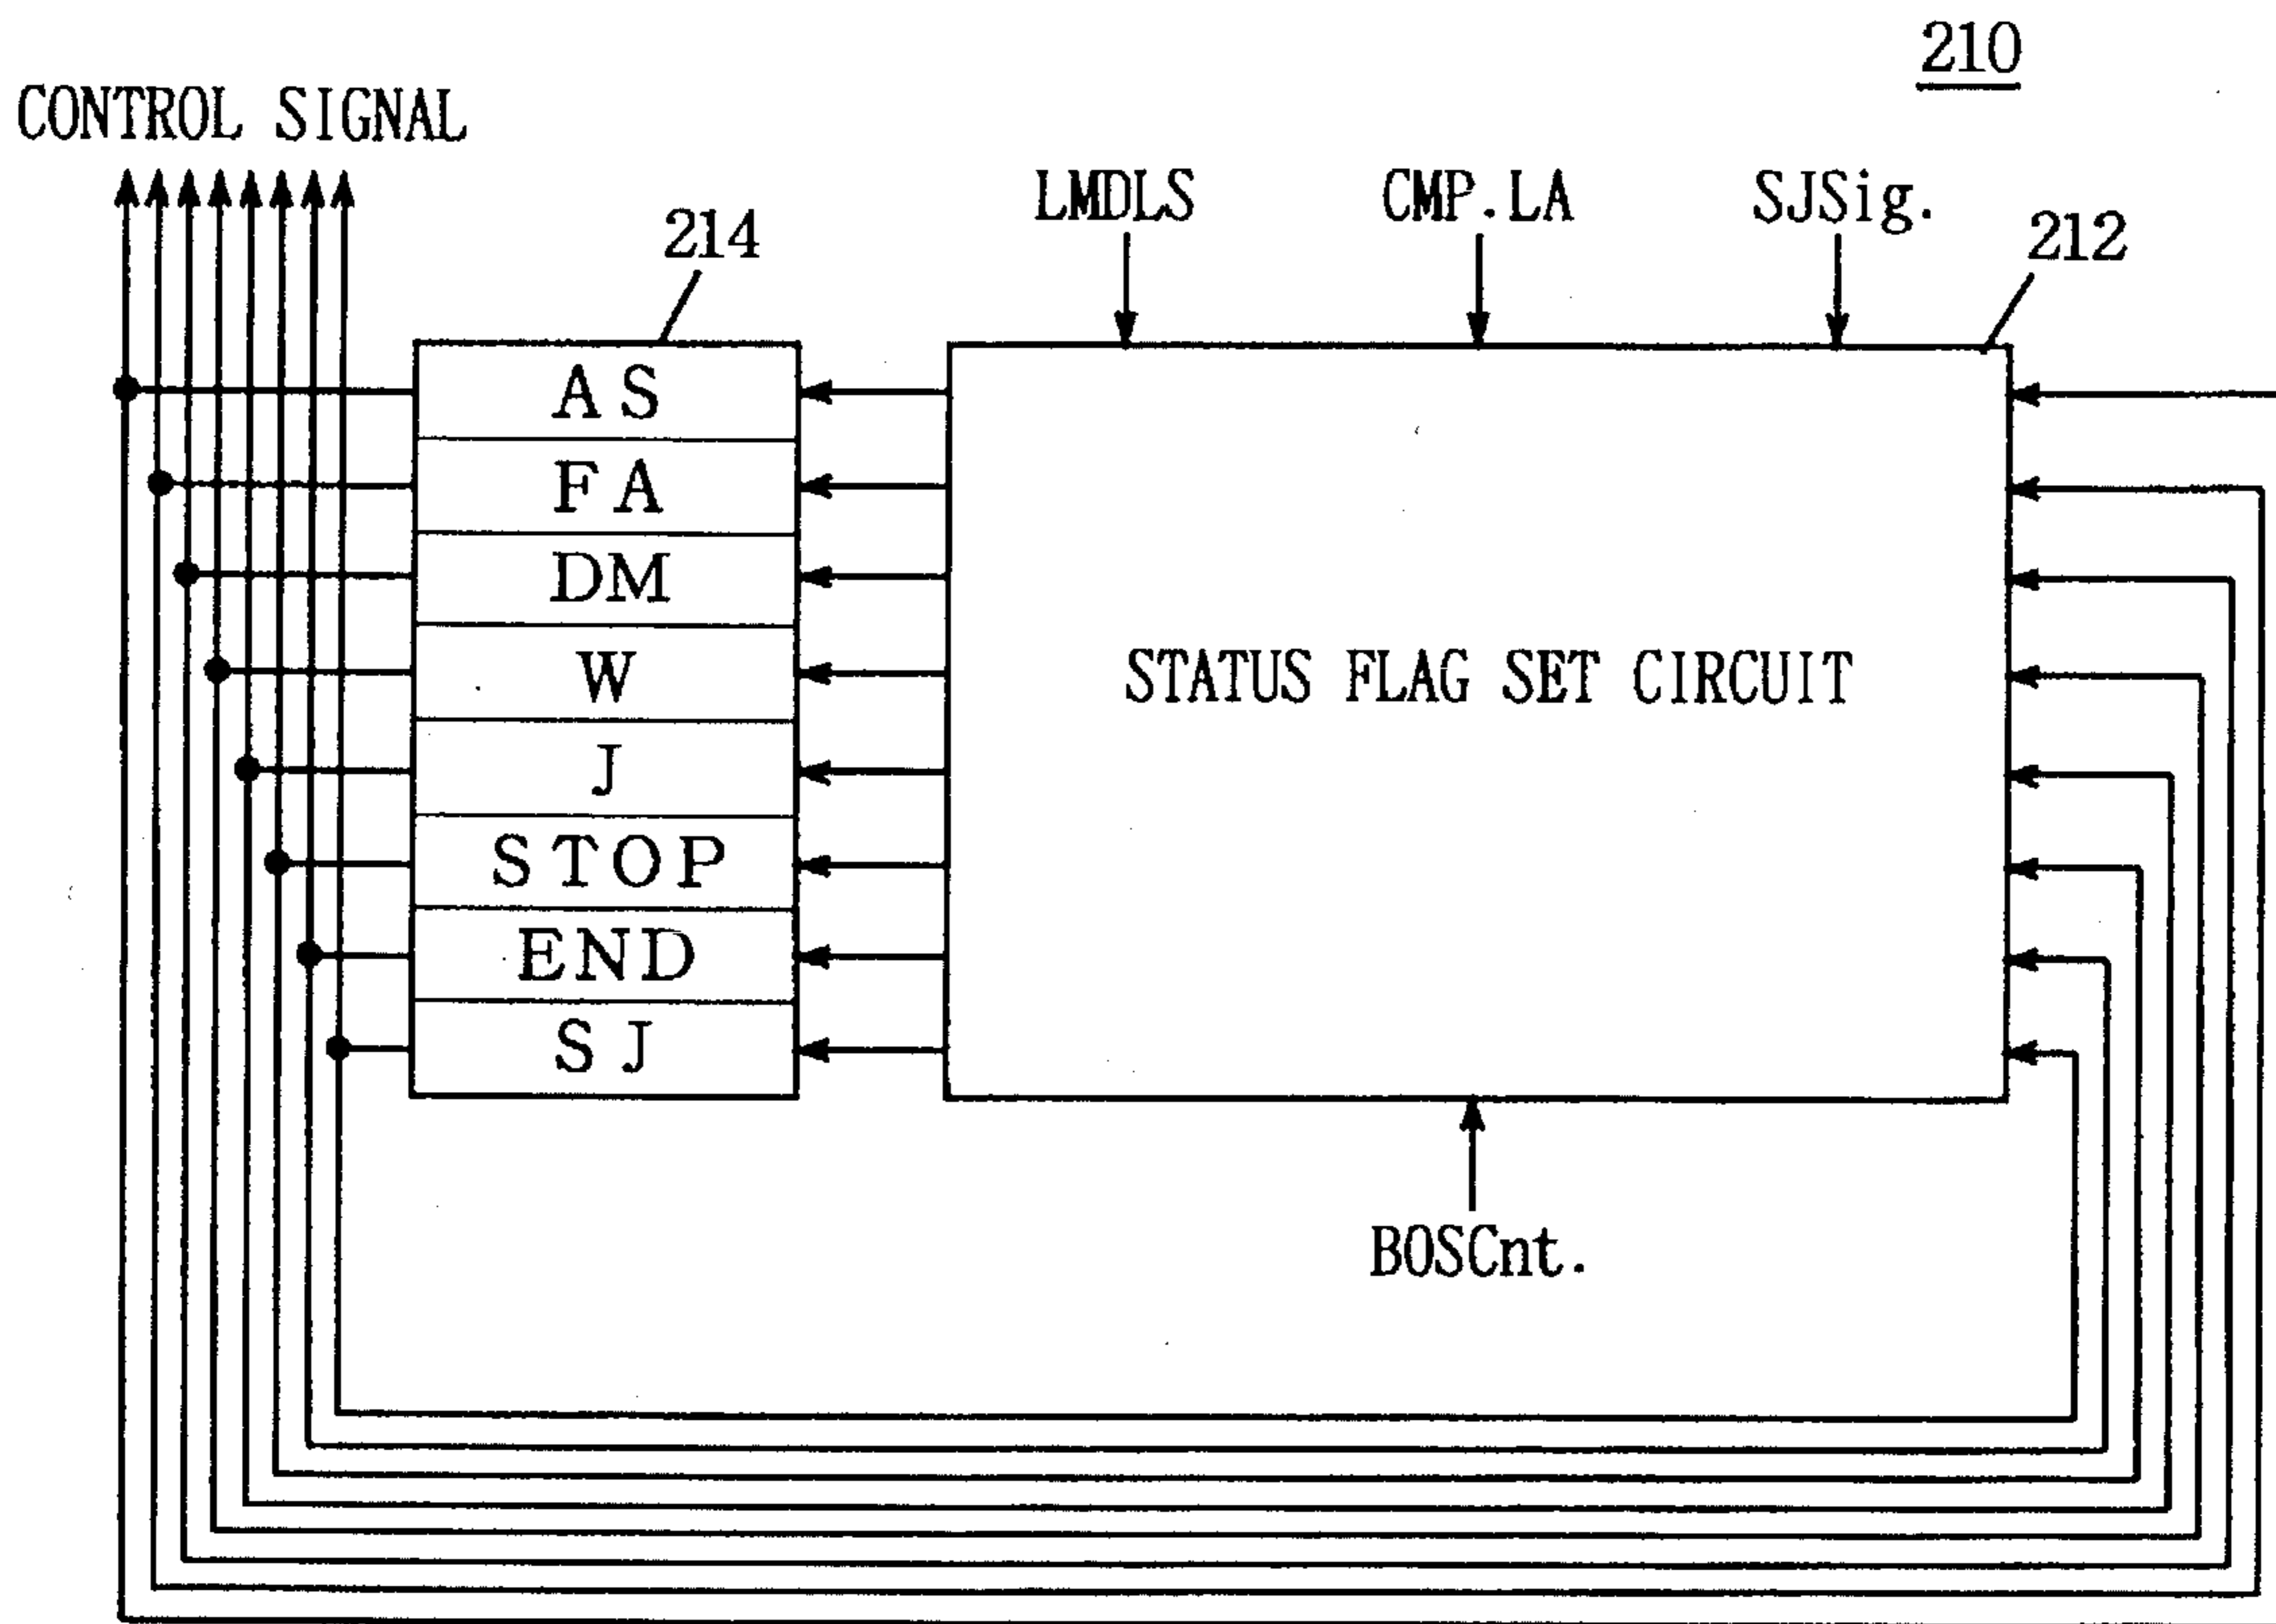 210
CONTROL SIGNAL
LMDLS
CMP.LA
SJSig.
214
212
AS
FA
DM
W
J
STOP
END
SJ
STATUS FLAG SET CIRCUIT
BOSCnt.